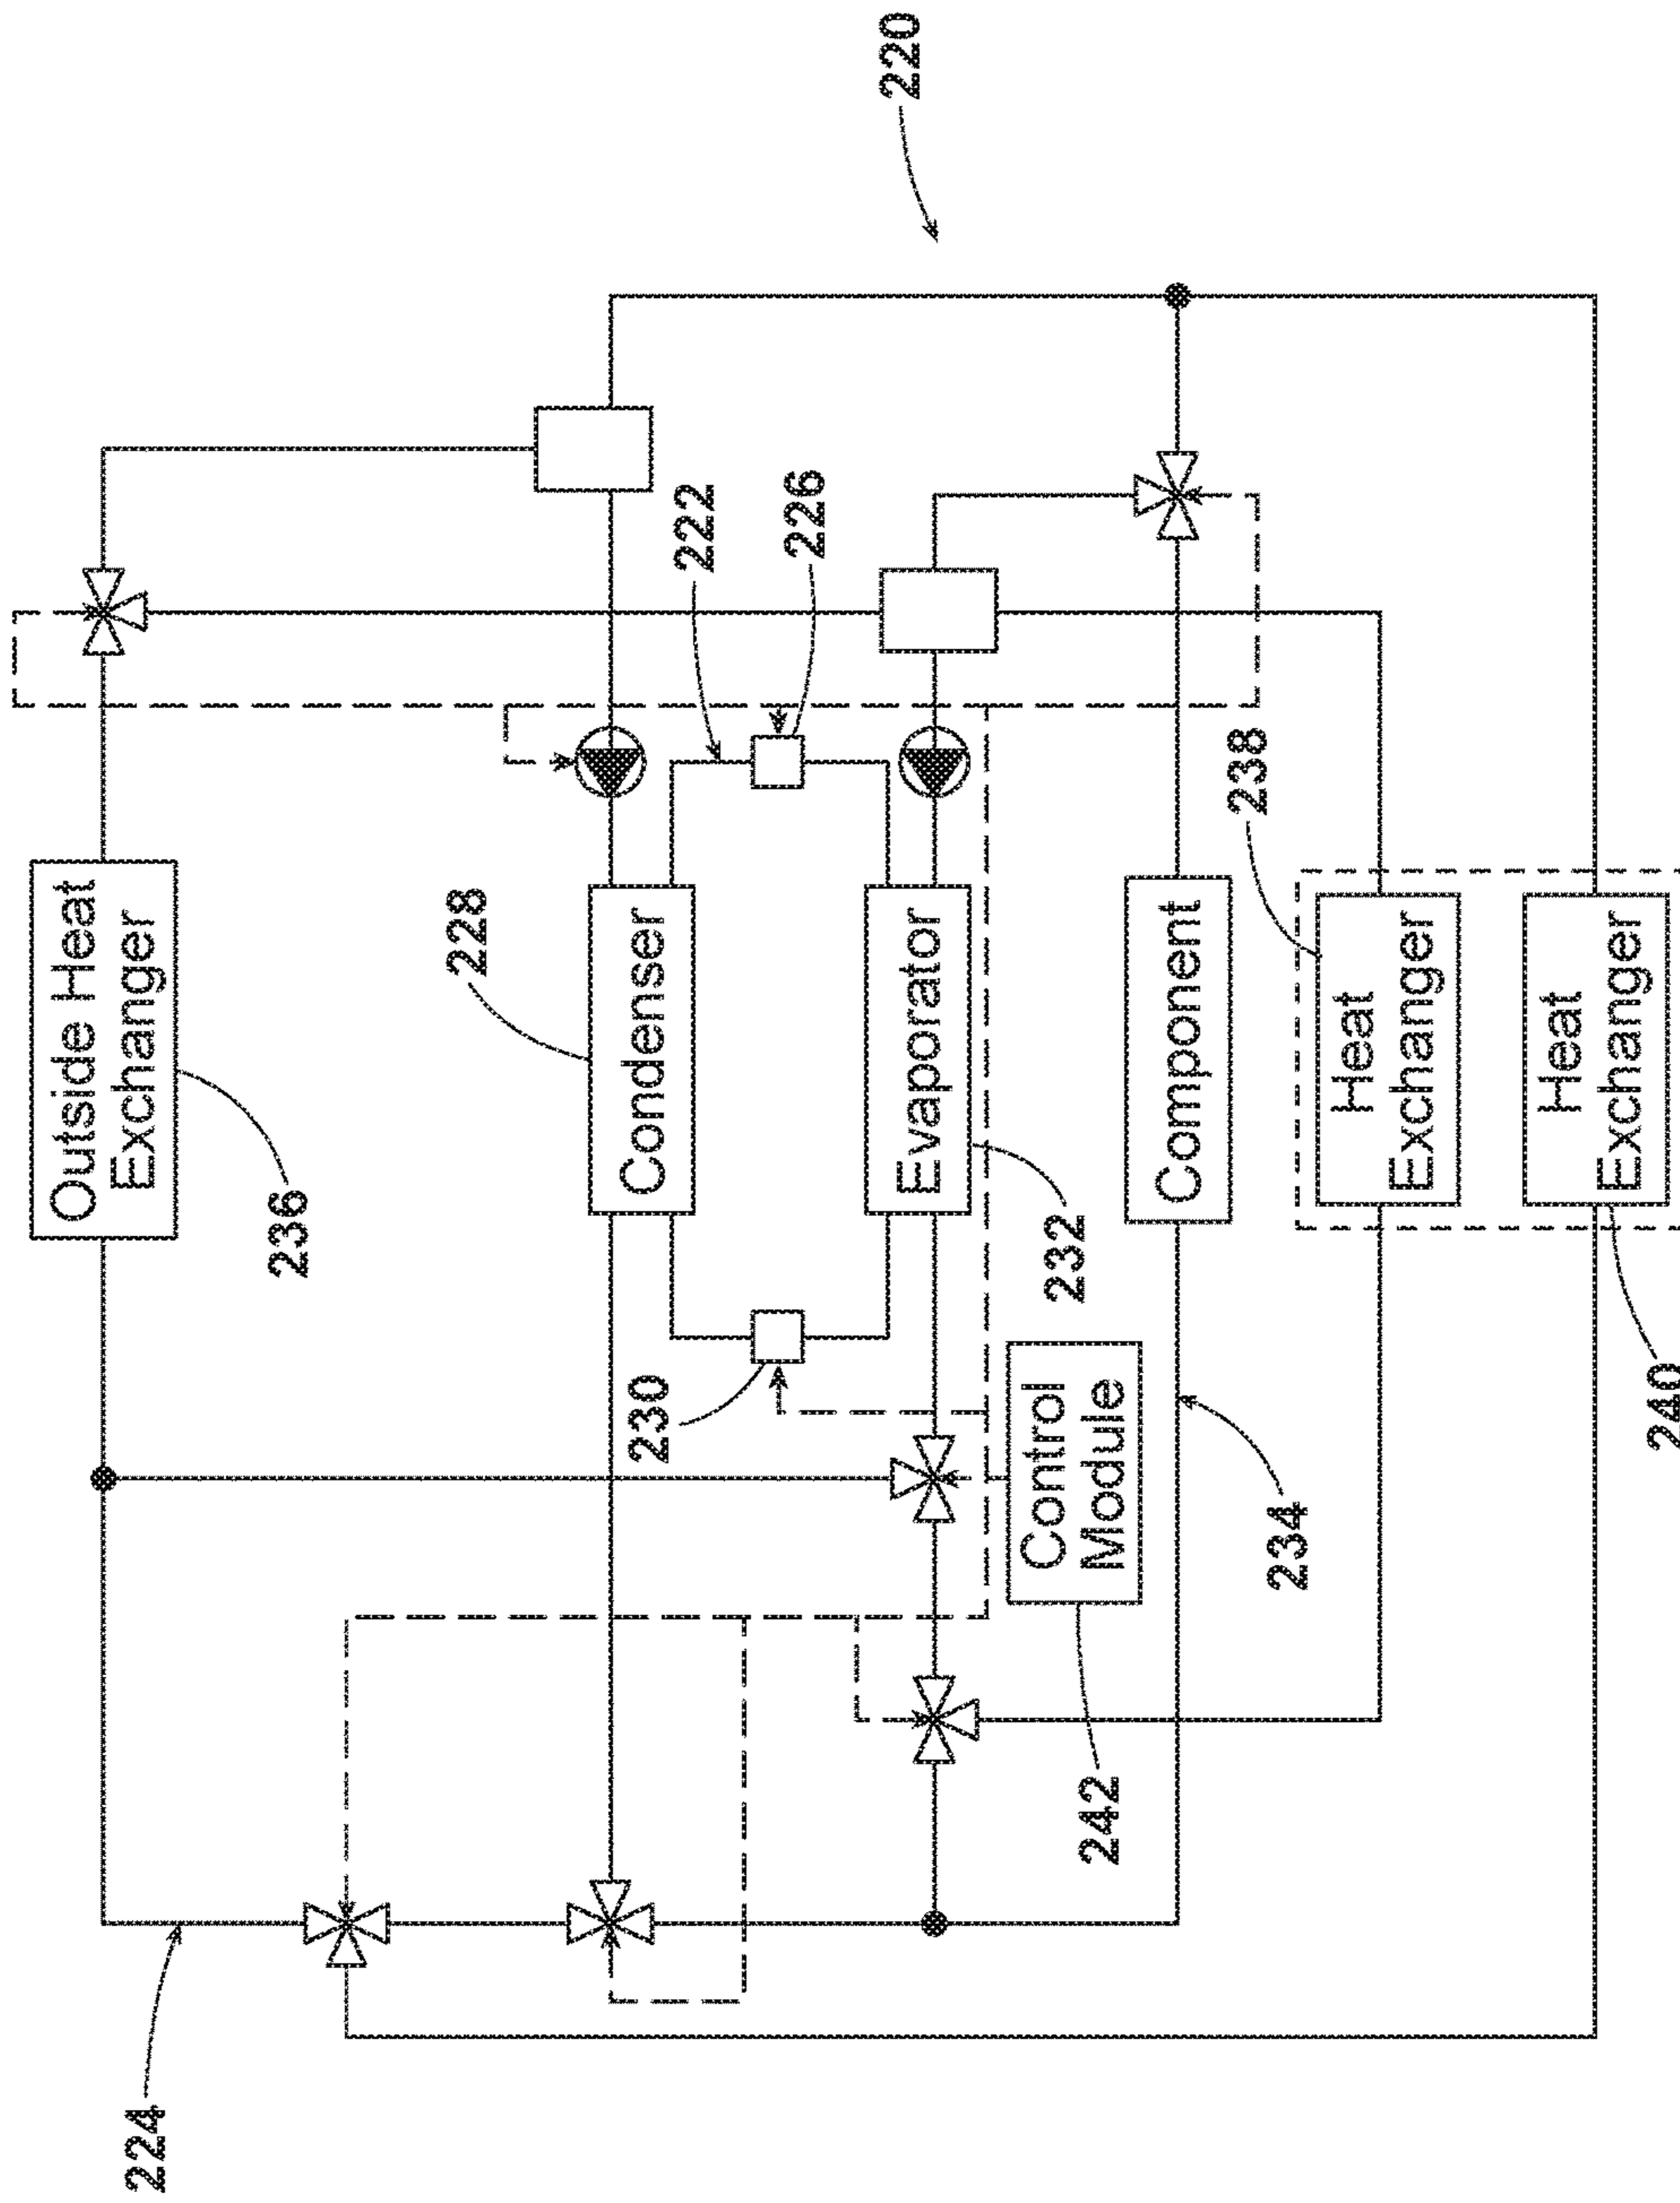 Outside Heat
Exchanger
224
236
228
Condenser
230
222
226
220
Evaporator
232
Control
Module
242
Component
238
234
Heat
Exchanger
Heat
Exchanger
240